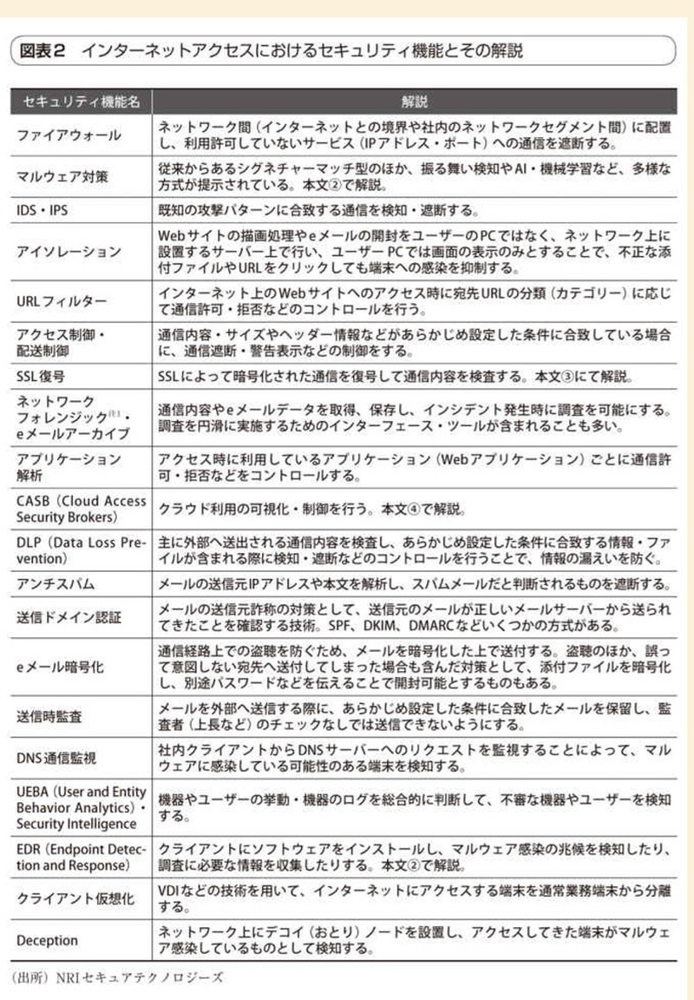 図表2 インターネットアクセスにおけるセキュリティ機能とその解説
セキュリティ機能名 解説
ファイアウォール
ネットワーク間（インターネットとの境界や社内のネットワークセグメント間）に配置
し、利用許可していないサービス（IPアドレス・ポート）への通信を遮断する。
マルウェア対策
従来からあるシグネチャーマッチ型のほか、振る舞い検知やAI・機械学習など、多様な
方式が提示されている。本文②で解説。
IDS・IPS
既知の攻撃パターンに合致する通信を検知・遮断する。
アイソレーション
Webサイトの描画処理やeメールの開封をユーザーのPCではなく、ネットワーク上に
設置するサーバー上で行い、ユーザーPCでは画面の表示のみとすることで、不正な添
付ファイルやURLをクリックしても端末への感染を抑制する。
URLフィルター
インターネット上のWebサイトへのアクセス時に宛先URLの分類（カテゴリー）に応じ
て通信許可・拒否などのコントロールを行う。
アクセス制御・
配送制御
通信内容・サイズやヘッダー情報などがあらかじめ設定した条件に合致している場合
に、通信遮断・警告表示などの制御をする。
SSL復号
SSLによって暗号化された通信を復号して通信内容を検査する。本文③にて解説。
ネットワーク
フォレンジック注1・
eメールアーカイブ
通信内容やeメールデータを取得、保存し、インシデント発生時に調査を可能にする。
調査を円滑に実施するためのインターフェース・ツールが含まれることも多い。
アプリケーション
解析
アクセス時に利用しているアプリケーション（Webアプリケーション）ごとに通信許
可・拒否などをコントロールする。
CASB（Cloud Access
Security Brokers）
クラウド利用の可視化・制御を行う。本文④で解説。
DLP（Data Loss Pre-
vention）
主に外部へ送出される通信内容を検査し、あらかじめ設定した条件に合致する情報・ファ
イルが含まれる際に検知・遮断などのコントロールを行うことで、情報の漏えいを防ぐ。
アンチスパム
メールの送信元IPアドレスや本文を解析し、スパムメールだと判断されるものを遮断する。
送信ドメイン認証
メールの送信元詐称の対策として、送信元のメールが正しいメールサーバーから送られ
てきたことを確認する技術。SPF、DKIM、DMARCなどいくつかの方式がある。
eメール暗号化
通信経路上での盗聴を防ぐため、メールを暗号化した上で送付する。盗聴のほか、誤っ
て意図しない宛先へ送付してしまった場合も含んだ対策として、添付ファイルを暗号化
し、別途パスワードなどを伝えることで開封可能とするものもある。
送信時監査
メールを外部へ送信する際に、あらかじめ設定した条件に合致したメールを保留し、監
査者（上長など）のチェックなしでは送信できないようにする。
DNS通信監視
社内クライアントからDNSサーバーへのリクエストを監視することによって、マル
ウェアに感染している可能性のある端末を検知する。
UEBA（User and Entity
Behavior Analytics）・
Security Intelligence
機器やユーザーの挙動・機器のログを総合的に判断して、不審な機器やユーザーを検知
する。
EDR（Endpoint Detec-
tion and Response）
クライアントにソフトウェアをインストールし、マルウェア感染の兆候を検知したり、
調査に必要な情報を収集したりする。本文②で解説。
クライアント仮想化
VDIなどの技術を用いて、インターネットにアクセスする端末を通常業務端末から分離
する。
Deception
ネットワーク上にデコイ（おとり）ノードを設置し、アクセスしてきた端末がマルウェ
ア感染しているものとして検知する。
（出所）NRIセキュアテクノロジーズ